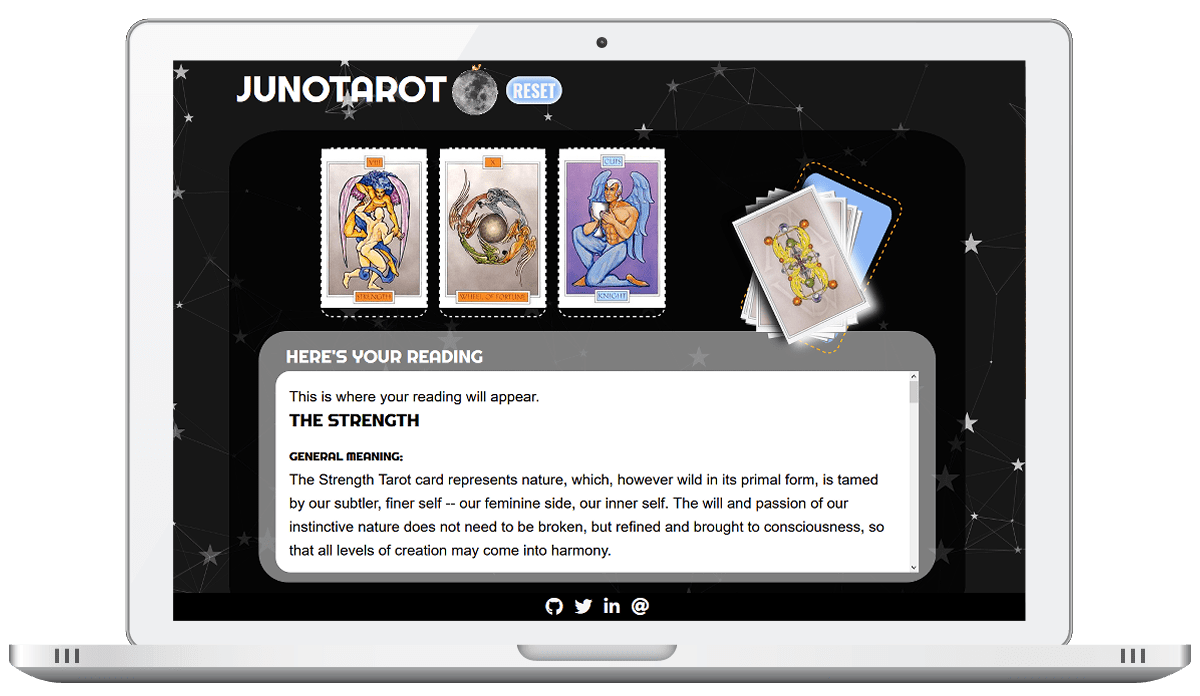 JUNOTAROT RESET
VIII X CUPS
STRENGTH WHEEL OF FORTUNE KNIGHT
HERE'S YOUR READING
This is where your reading will appear.
THE STRENGTH
GENERAL MEANING:
The Strength Tarot card represents nature, which, however wild in its primal form, is tamed
by our subtler, finer self -- our feminine side, our inner self. The will and passion of our
instinctive nature does not need to be broken, but refined and brought to consciousness, so
that all levels of creation may come into harmony.